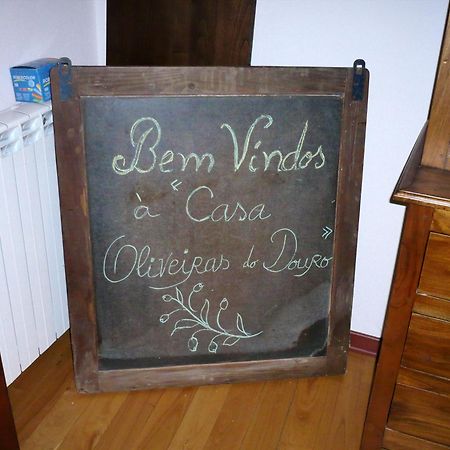 Bem Vindos
à "Casa
Oliveiras do Douro"